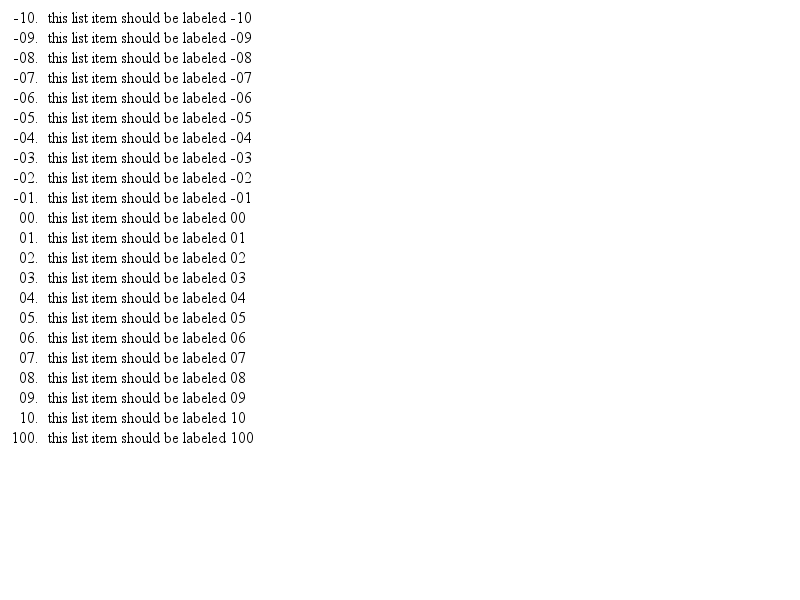 -10. this list item should be labeled -10
-09. this list item should be labeled -09
-08. this list item should be labeled -08
-07. this list item should be labeled -07
-06. this list item should be labeled -06
-05. this list item should be labeled -05
-04. this list item should be labeled -04
-03. this list item should be labeled -03
-02. this list item should be labeled -02
-01. this list item should be labeled -01
00. this list item should be labeled 00
01. this list item should be labeled 01
02. this list item should be labeled 02
03. this list item should be labeled 03
04. this list item should be labeled 04
05. this list item should be labeled 05
06. this list item should be labeled 06
07. this list item should be labeled 07
08. this list item should be labeled 08
09. this list item should be labeled 09
10. this list item should be labeled 10
100. this list item should be labeled 100